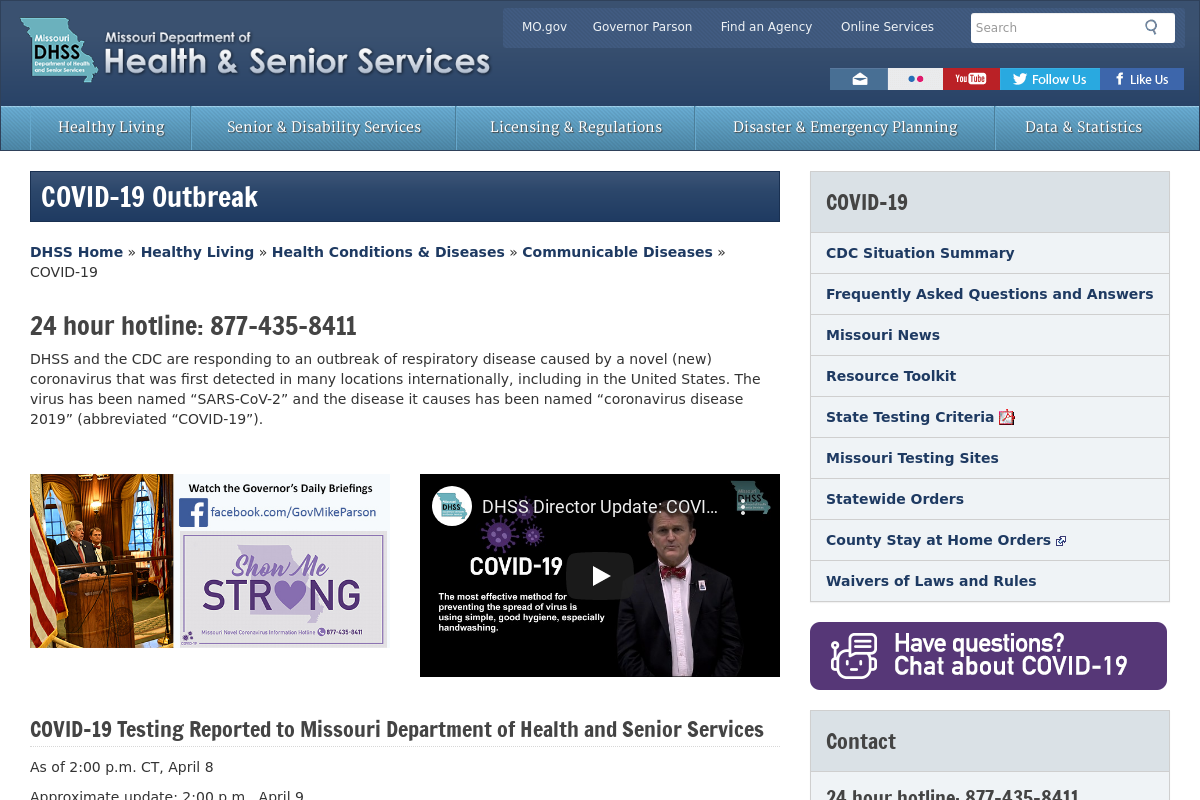 MO.gov
Governor Parson
Find an Agency
Online Services
Search
Missouri
DHSS
Department of Health
and Senior Services
Missouri Department of
Health & Senior Services
You Tube
Follow Us
Like Us
Healthy Living
Senior & Disability Services
Licensing & Regulations
Disaster & Emergency Planning
Data & Statistics
COVID-19 Outbreak
DHSS Home » Healthy Living » Health Conditions & Diseases » Communicable Diseases »
COVID-19
24 hour hotline: 877-435-8411
DHSS and the CDC are responding to an outbreak of respiratory disease caused by a novel (new)
coronavirus that was first detected in many locations internationally, including in the United States. The
virus has been named “SARS-CoV-2” and the disease it causes has been named “coronavirus disease
2019” (abbreviated “COVID-19”).
Watch the Governor's Daily Briefings
facebook.com/GovMikeParson
Show Me
STRONG
Missouri Novel Coronavirus Information Hotline 877-435-8411
DHSS
DHSS Director Update: COVI...
DHSS
COVID-19
The most effective method for
preventing the spread of virus is
using simple, good hygiene, especially
handwashing.
COVID-19 Testing Reported to Missouri Department of Health and Senior Services
As of 2:00 p.m. CT, April 8
Approximate update: 2:00 p.m., April 9
COVID-19
CDC Situation Summary
Frequently Asked Questions and Answers
Missouri News
Resource Toolkit
State Testing Criteria
Missouri Testing Sites
Statewide Orders
County Stay at Home Orders
Waivers of Laws and Rules
Have questions?
Chat about COVID-19
Contact
24 hour hotline: 877-435-8411